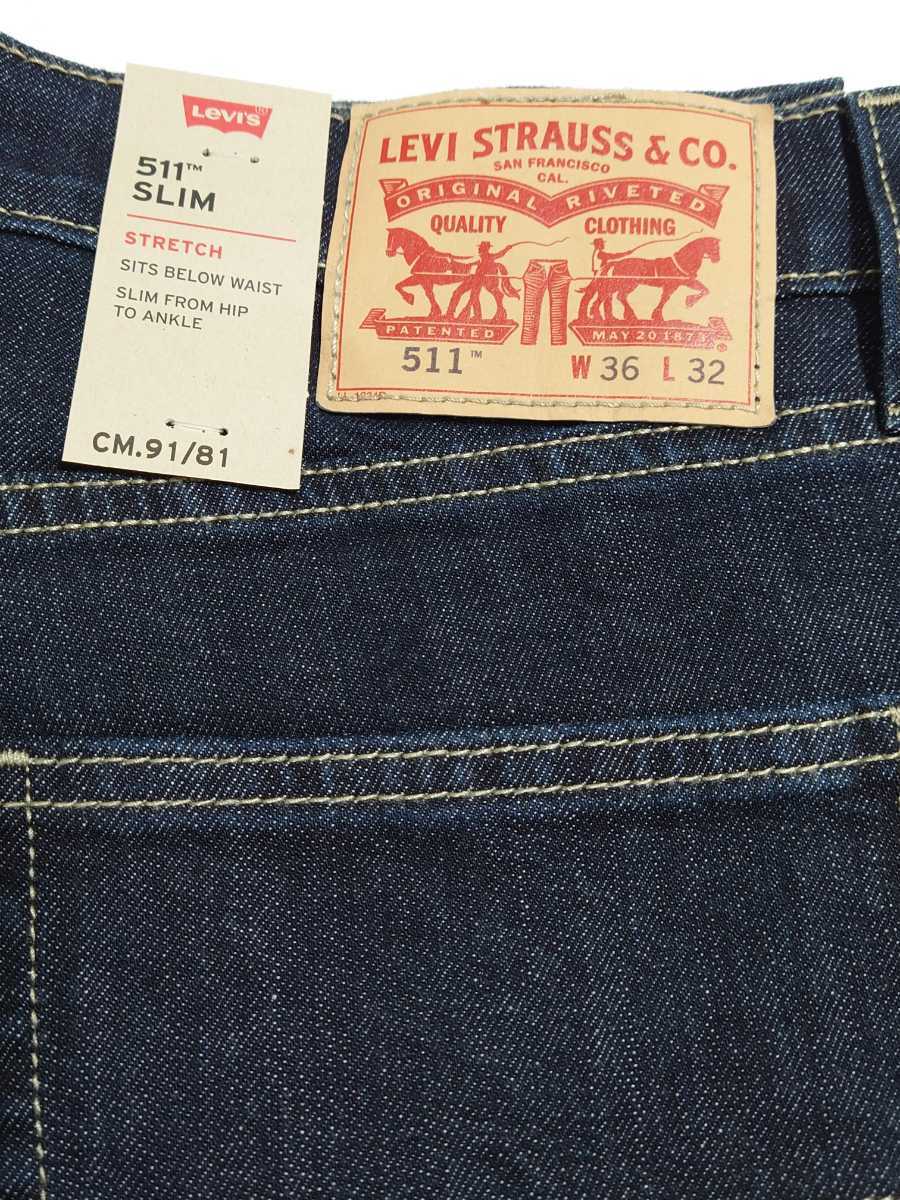 Levi's
511™
SLIM
STRETCH
SITS BELOW WAIST
SLIM FROM HIP
TO ANKLE
CM.91/81
LEVI STRAUSS & CO.
SAN FRANCISCO
CAL.
ORIGINAL RIVETED
QUALITY CLOTHING
PATENTED MAY 20 1873 ®
511™ W 36 L 32